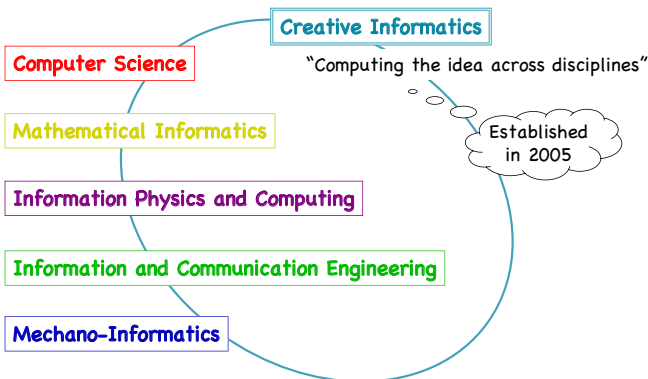 Creative Informatics
Computer Science
“Computing the idea across disciplines”
Established
in 2005
Mathematical Informatics
Information Physics and Computing
Information and Communication Engineering
Mechano-Informatics